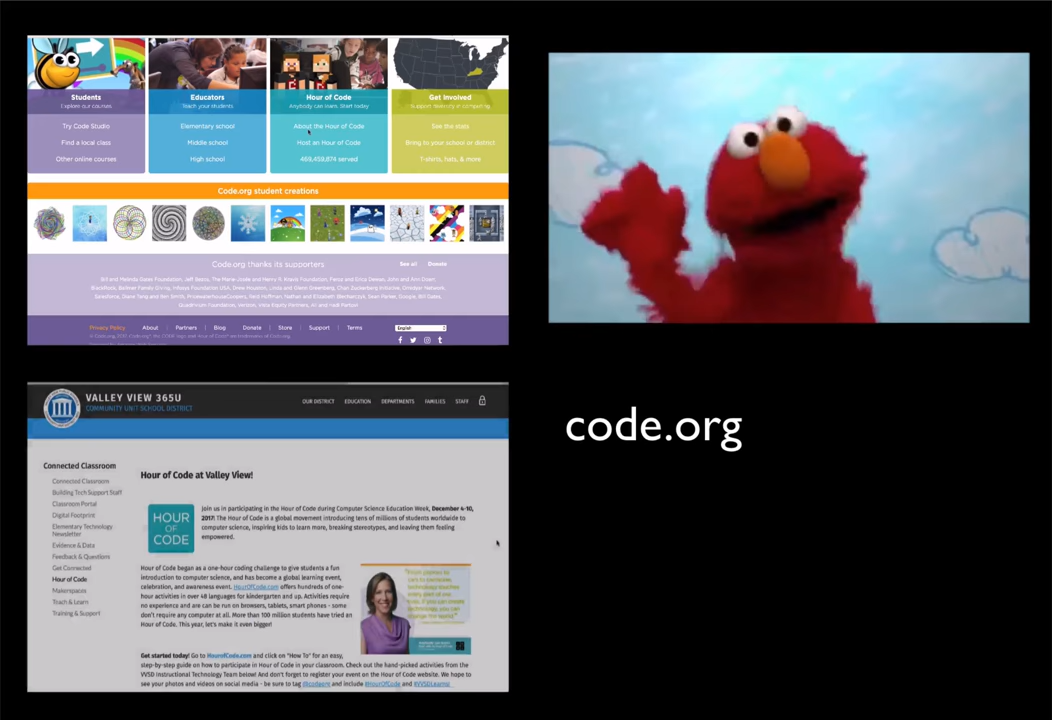 Students
Explore our courses
Try Code Studio
Find a local class
Other online courses
Educators
Teach your students
Elementary school
Middle school
High school
Hour of Code
Anybody can learn. Start today
About the Hour of Code
Host an Hour of Code
469,459,874 served
Get Involved
Support diversity in computing
See the stats
Bring to your school or district
T-shirts, hats, & more
Code.org student creations
Code.org thanks its supporters
See all
Donate
Privacy Policy | About | Partners | Blog | Donate | Store | Support | Terms
English
VALLEY VIEW 365U
COMMUNITY UNIT SCHOOL DISTRICT
OUR DISTRICT EDUCATION DEPARTMENTS FAMILIES STAFF
Connected Classroom
Connected Classroom
Building Tech Support Staff
Classroom Portal
Digital Footprint
Elementary Technology
Newsletter
Evidence & Data
Feedback & Questions
Get Connected
Hour of Code
Makerspaces
Teach & Learn
Training & Support
Hour of Code at Valley View!
HOUR
OF
CODE
Join us in participating in the Hour of Code during Computer Science Education Week, December 4-10,
2017! The Hour of Code is a global movement introducing tens of millions of students worldwide to
computer science, inspiring kids to learn more, breaking stereotypes, and leaving them feeling
empowered.
Hour of Code began as a one-hour coding challenge to give students a fun
introduction to computer science, and has become a global learning event,
celebration, and awareness event. HourOfCode.com offers hundreds of one-
hour activities in over 48 languages for kindergarten and up. Activities require
no experience and are can be run on browsers, tablets, smart phones - some
don't require any computer at all. More than 100 million students have tried an
Hour of Code. This year, let's make it even bigger!
Get started today! Go to HourofCode.com and click on "How To" for an easy,
step-by-step guide on how to participate in Hour of Code in your classroom. Check out the hand-picked activities from the
VVSD Instructional Technology Team below! And don't forget to register your event on the Hour of Code website. We hope to
see your photos and videos on social media - be sure to tag @codeorg and include #HourOfCode and #VVSDLearns
code.org